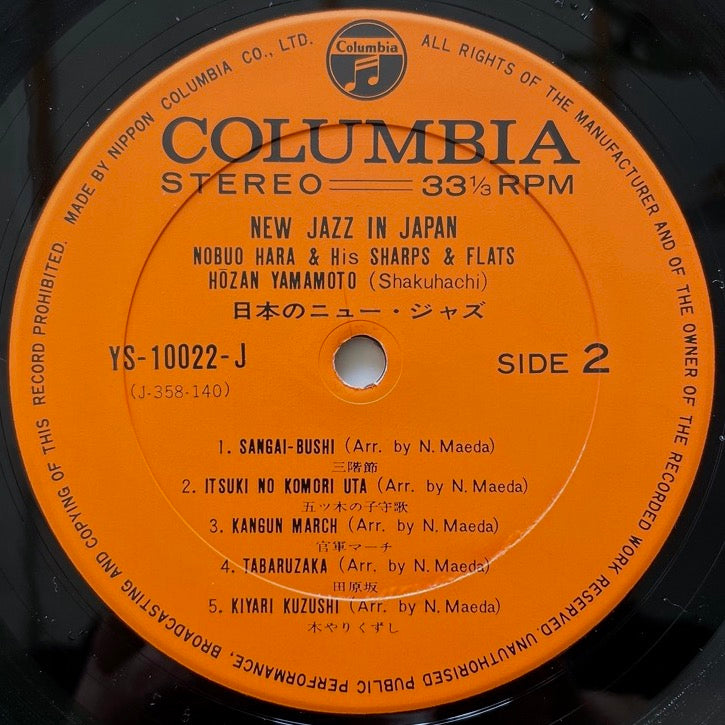 MADE BY NIPPON COLUMBIA CO., LTD. ALL RIGHTS OF THE MANUFACTURER AND OF THE OWNER OF THE RECORDED WORK RESERVED. UNAUTHORISED PUBLIC PERFORMANCE, BROADCASTING AND COPYING OF THIS RECORD PROHIBITED.
Columbia
COLUMBIA
STEREO 33⅓ RPM
NEW JAZZ IN JAPAN
NOBUO HARA & His SHARPS & FLATS
HŌZAN YAMAMOTO (Shakuhachi)
日本のニュー・ジャズ
YS-10022-J SIDE 2
(J-358-140)
1. SANGAI-BUSHI (Arr. by N. Maeda)
三階節
2. ITSUKI NO KOMORI UTA (Arr. by N. Maeda)
五ツ木の子守歌
3. KANGUN MARCH (Arr. by N. Maeda)
官軍マーチ
4. TABARUZAKA (Arr. by N. Maeda)
田原坂
5. KIYARI KUZUSHI (Arr. by N. Maeda)
木やりくずし